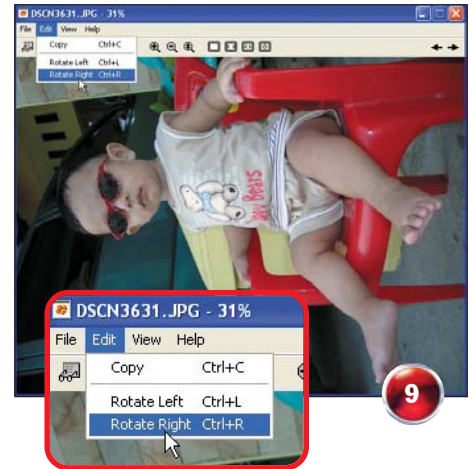 DSCN3631.JPG - 31%
File Edit View Help
Copy Ctrl+C
Rotate Left Ctrl+L
Rotate Right Ctrl+R
Bears
DSCN3631.JPG - 31%
File Edit View Help
Copy Ctrl+C
Rotate Left Ctrl+L
Rotate Right Ctrl+R
9